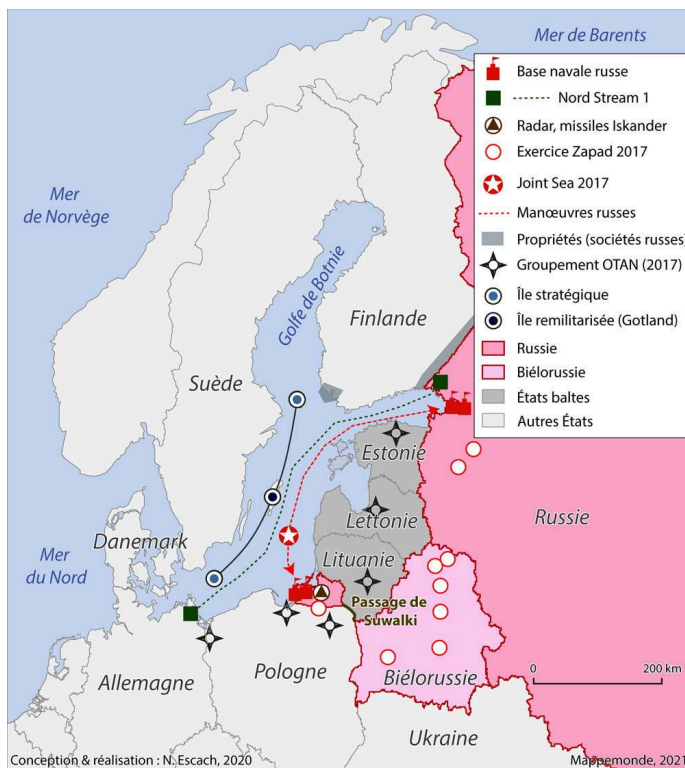 Mer de Barents
Base navale russe
Nord Stream 1
Radar, missiles Iskander
Exercice Zapad 2017
Joint Sea 2017
Manœuvres russes
Propriétés (sociétés russes)
Groupement OTAN (2017)
Île stratégique
Île remilitarisée (Gotland)
Russie
Biélorussie
États baltes
Autres États
Mer
de Norvège
Golfe de Botnie
Finlande
Suède
Estonie
Lettonie
Russie
Danemark
Mer
du Nord
Lituanie
Passage de
Suwalki
Allemagne
Pologne
Biélorussie
0 200 km
Ukraine
Conception & réalisation : N. Escach, 2020
Mappemonde, 2021